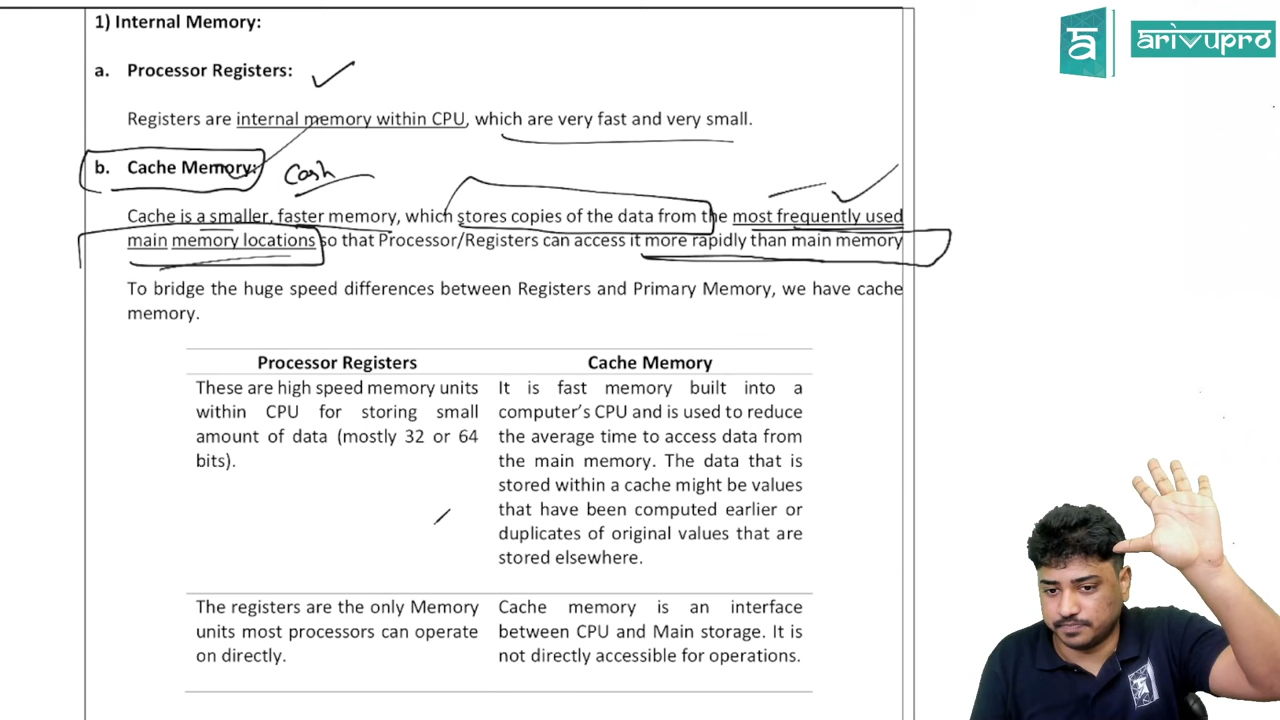 1) Internal Memory:
a. Processor Registers:
Registers are internal memory within CPU, which are very fast and very small.
b. Cache Memory:
Cash
Cache is a smaller, faster memory, which stores copies of the data from the most frequently used
main memory locations so that Processor/Registers can access it more rapidly than main memory
To bridge the huge speed differences between Registers and Primary Memory, we have cache
memory.
Processor Registers
These are high speed memory units
within CPU for storing small
amount of data (mostly 32 or 64
bits).
Cache Memory
It is fast memory built into a
computer's CPU and is used to reduce
the average time to access data from
the main memory. The data that is
stored within a cache might be values
that have been computed earlier or
duplicates of original values that are
stored elsewhere.
The registers are the only Memory
units most processors can operate
on directly.
Cache memory is an interface
between CPU and Main storage. It is
not directly accessible for operations.
arivupro